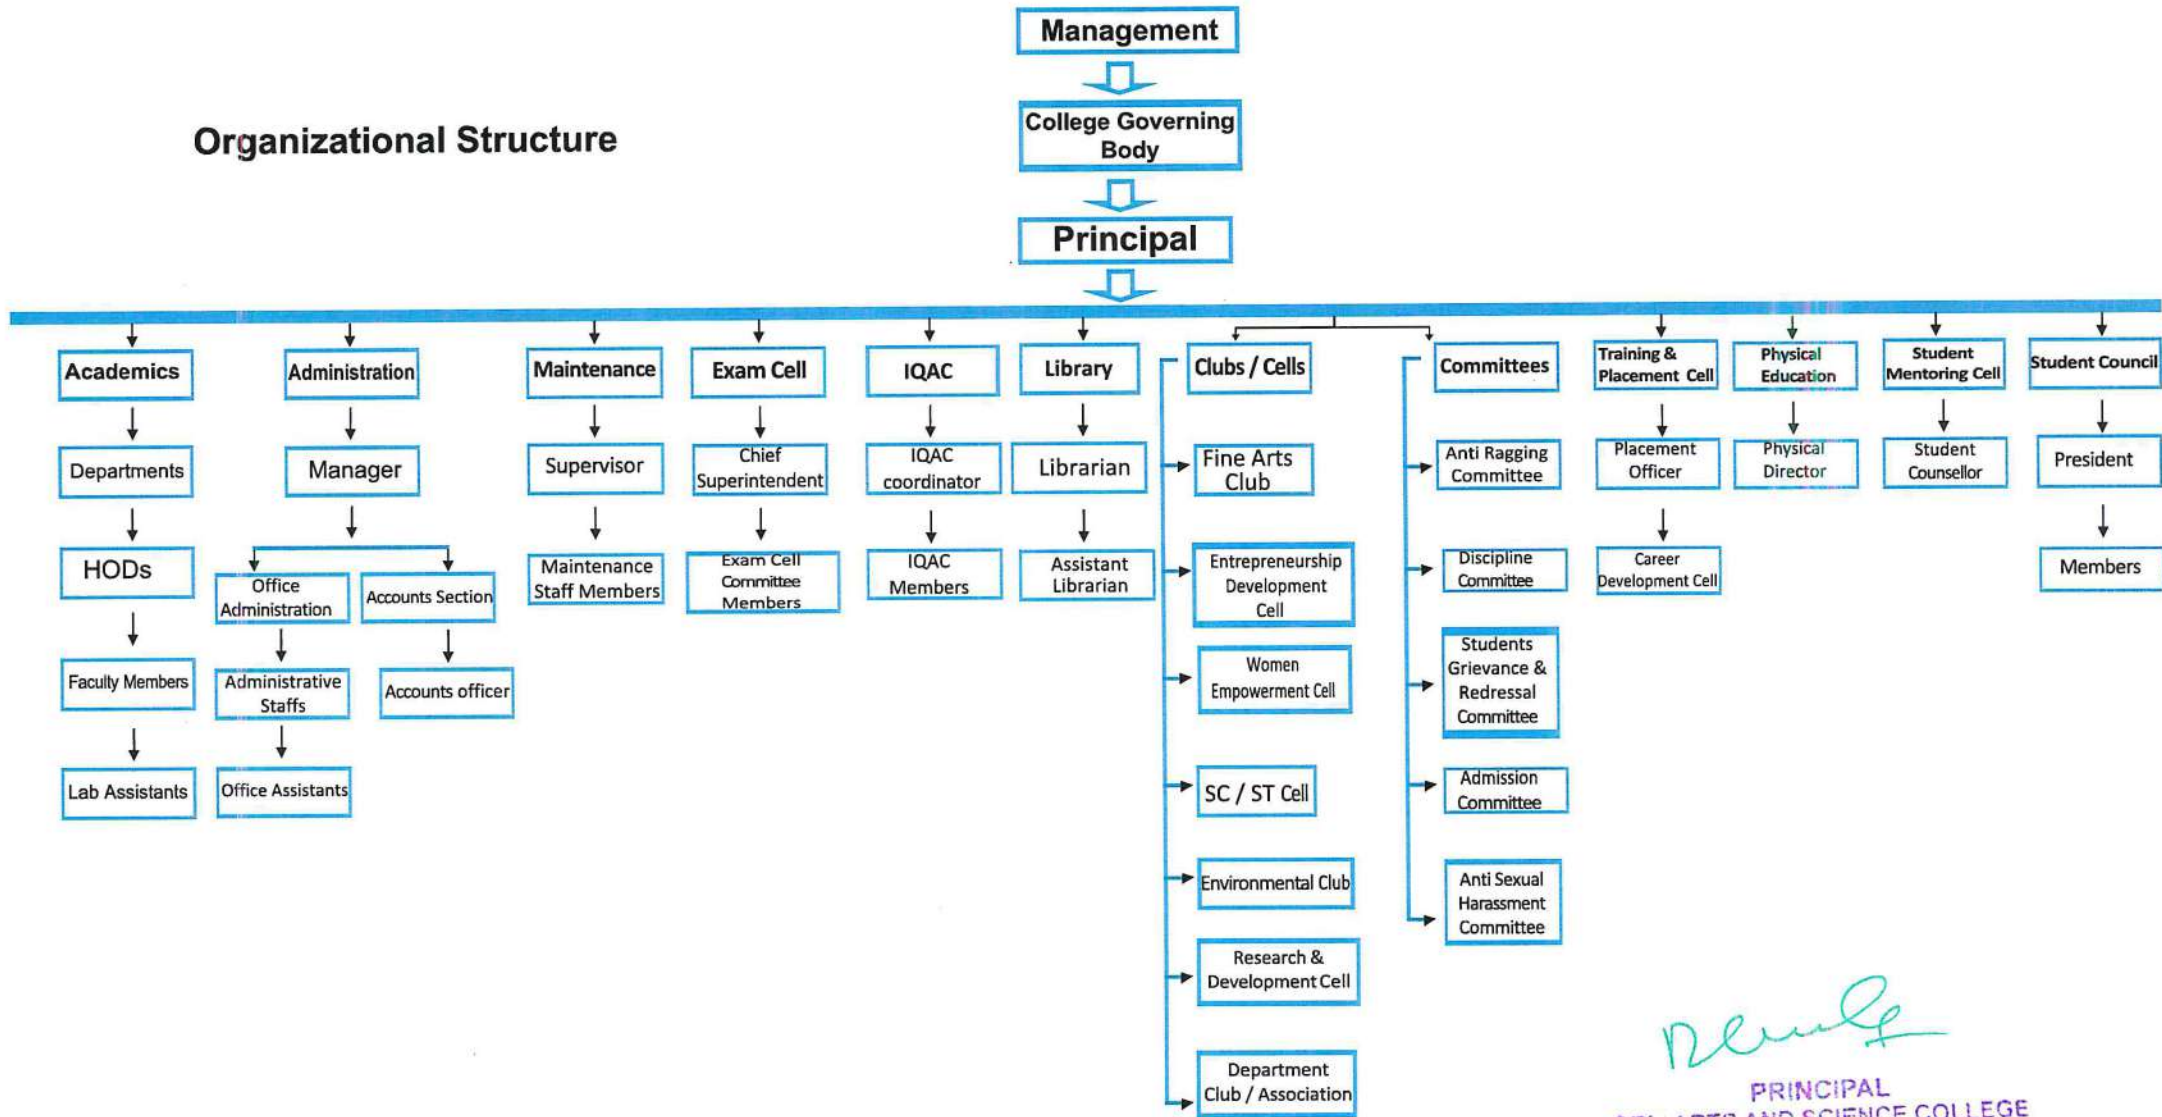 Management
College Governing
Body
Organizational Structure
Principal
Academics
Administration
Maintenance
Exam Cell
IQAC
Library
Clubs / Cells
Committees
Training &
Placement Cell
Physical
Education
Student
Mentoring Cell
Student Council
Departments
Manager
Supervisor
Chief
Superintendent
IQAC
coordinator
Librarian
Fine Arts
Club
Anti Ragging
Committee
Placement
Officer
Physical
Director
Student
Counsellor
President
HODs
Office
Administration
Accounts Section
Maintenance
Staff Members
Exam Cell
Committee
Members
IQAC
Members
Assistant
Librarian
Entrepreneurship
Development
Cell
Discipline
Committee
Career
Development Cell
Members
Faculty Members
Administrative
Staffs
Accounts officer
Women
Empowerment Cell
Students
Grievance &
Redressal
Committee
Lab Assistants
Office Assistants
SC / ST Cell
Admission
Committee
Environmental Club
Anti Sexual
Harassment
Committee
Research &
Development Cell
Department
Club / Association
PRINCIPAL
ARTS AND SCIENCE COLLEGE